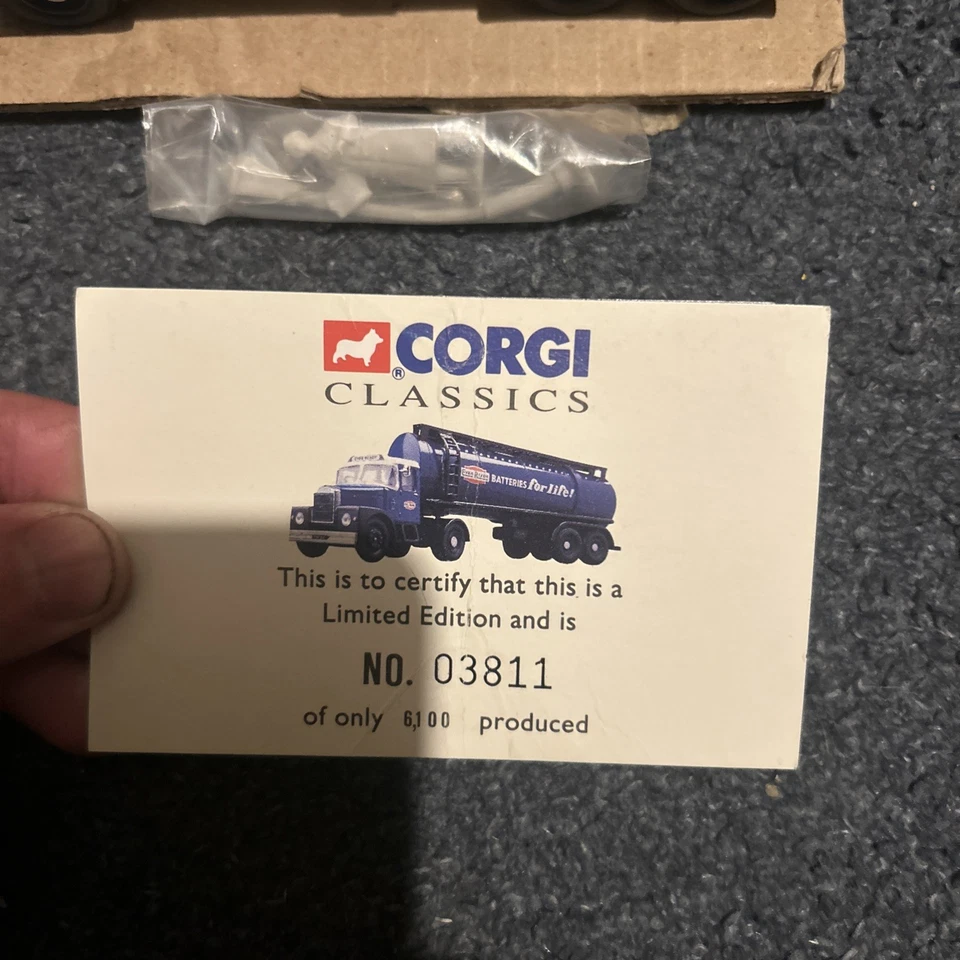 CORGI
®
CLASSICS
BATTERIES for life!
This is to certify that this is a
Limited Edition and is
NO. 03811
of only 6,100 produced